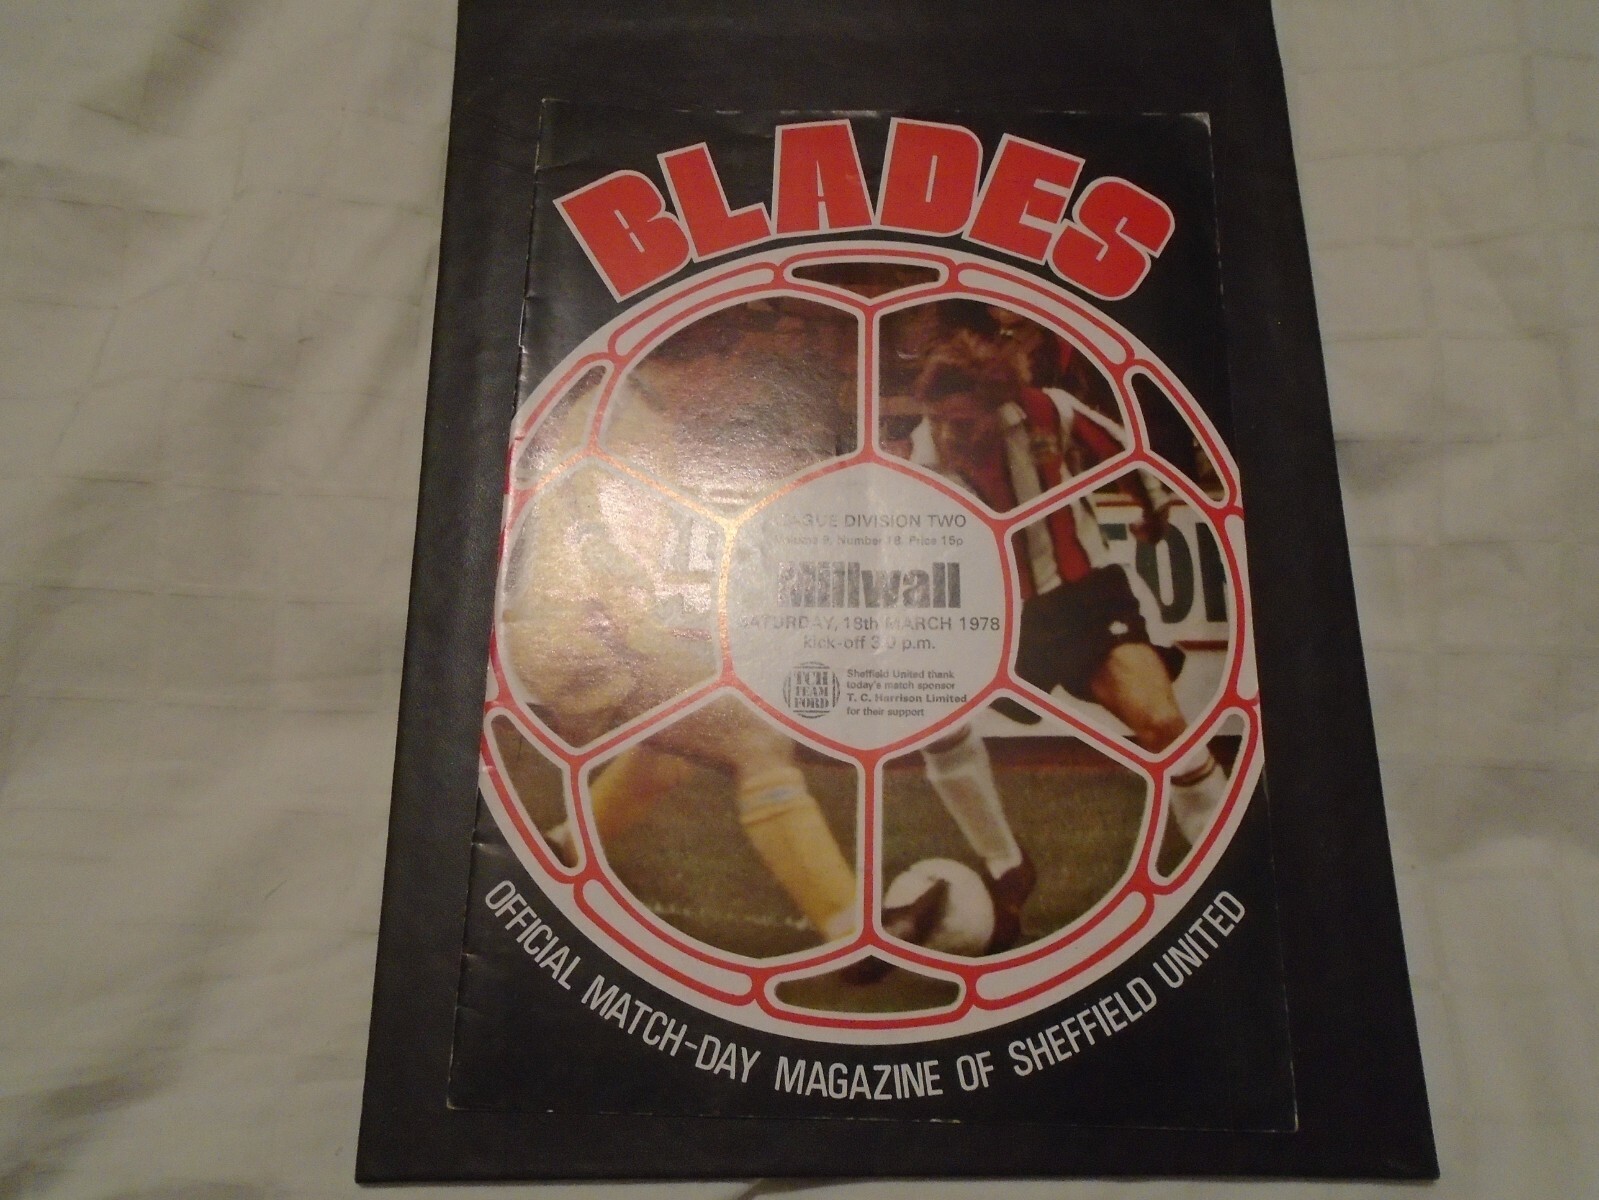 BLADES
LEAGUE DIVISION TWO
Volume 9. Number 18. Price 15p
Millwall
SATURDAY, 18th MARCH 1978
kick-off 3.0 p.m.
TCH
TEAM
FORD
Sheffield United thank
today's match sponsor
T. C. Harrison Limited
for their support
OFFICIAL MATCH-DAY MAGAZINE OF SHEFFIELD UNITED